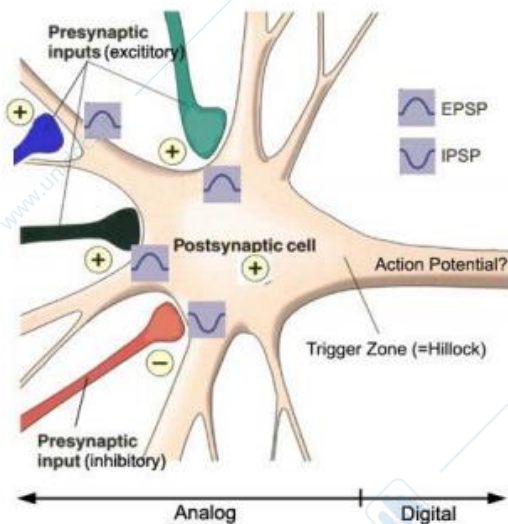 Presynaptic
inputs (excititory)
+
+
+
EPSP
IPSP
Postsynaptic cell
+
Action Potential?
Trigger Zone (=Hillock)
−
Presynaptic
input (inhibitory)
Analog
Digital